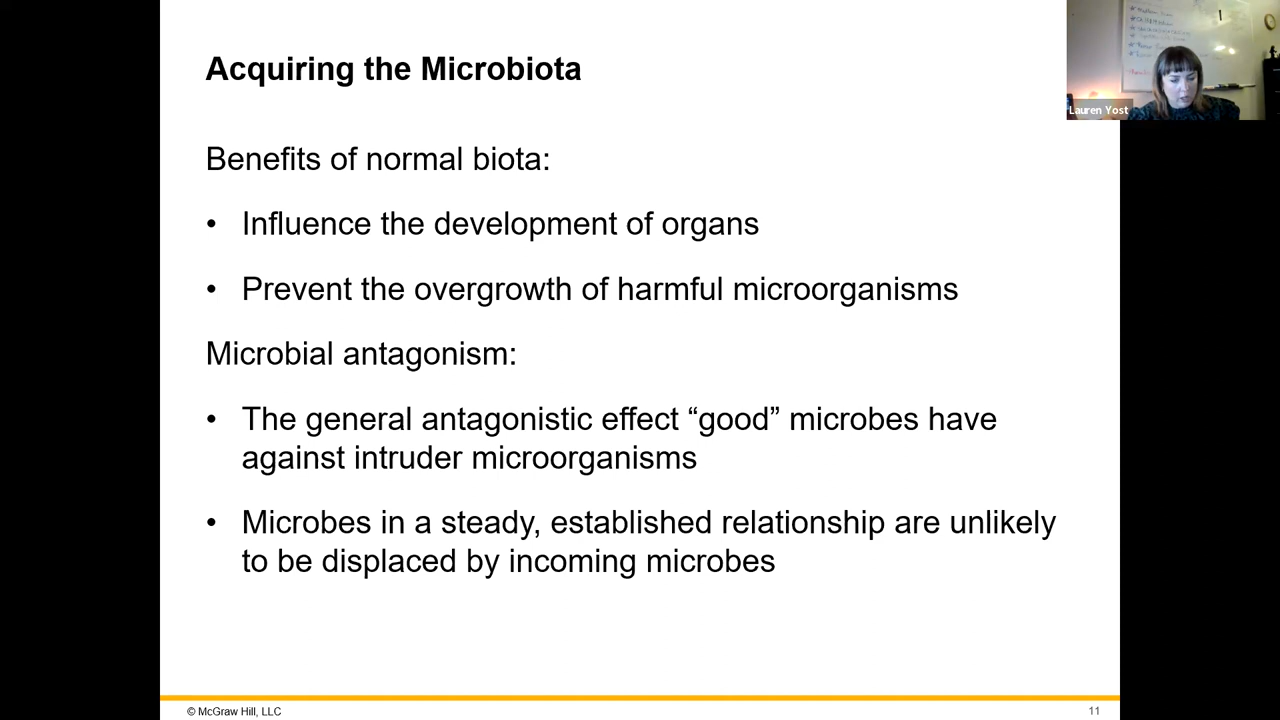 Acquiring the Microbiota
Lauren Yost
Benefits of normal biota:
• Influence the development of organs
• Prevent the overgrowth of harmful microorganisms
Microbial antagonism:
• The general antagonistic effect “good” microbes have
against intruder microorganisms
• Microbes in a steady, established relationship are unlikely
to be displaced by incoming microbes
© McGraw Hill, LLC
11